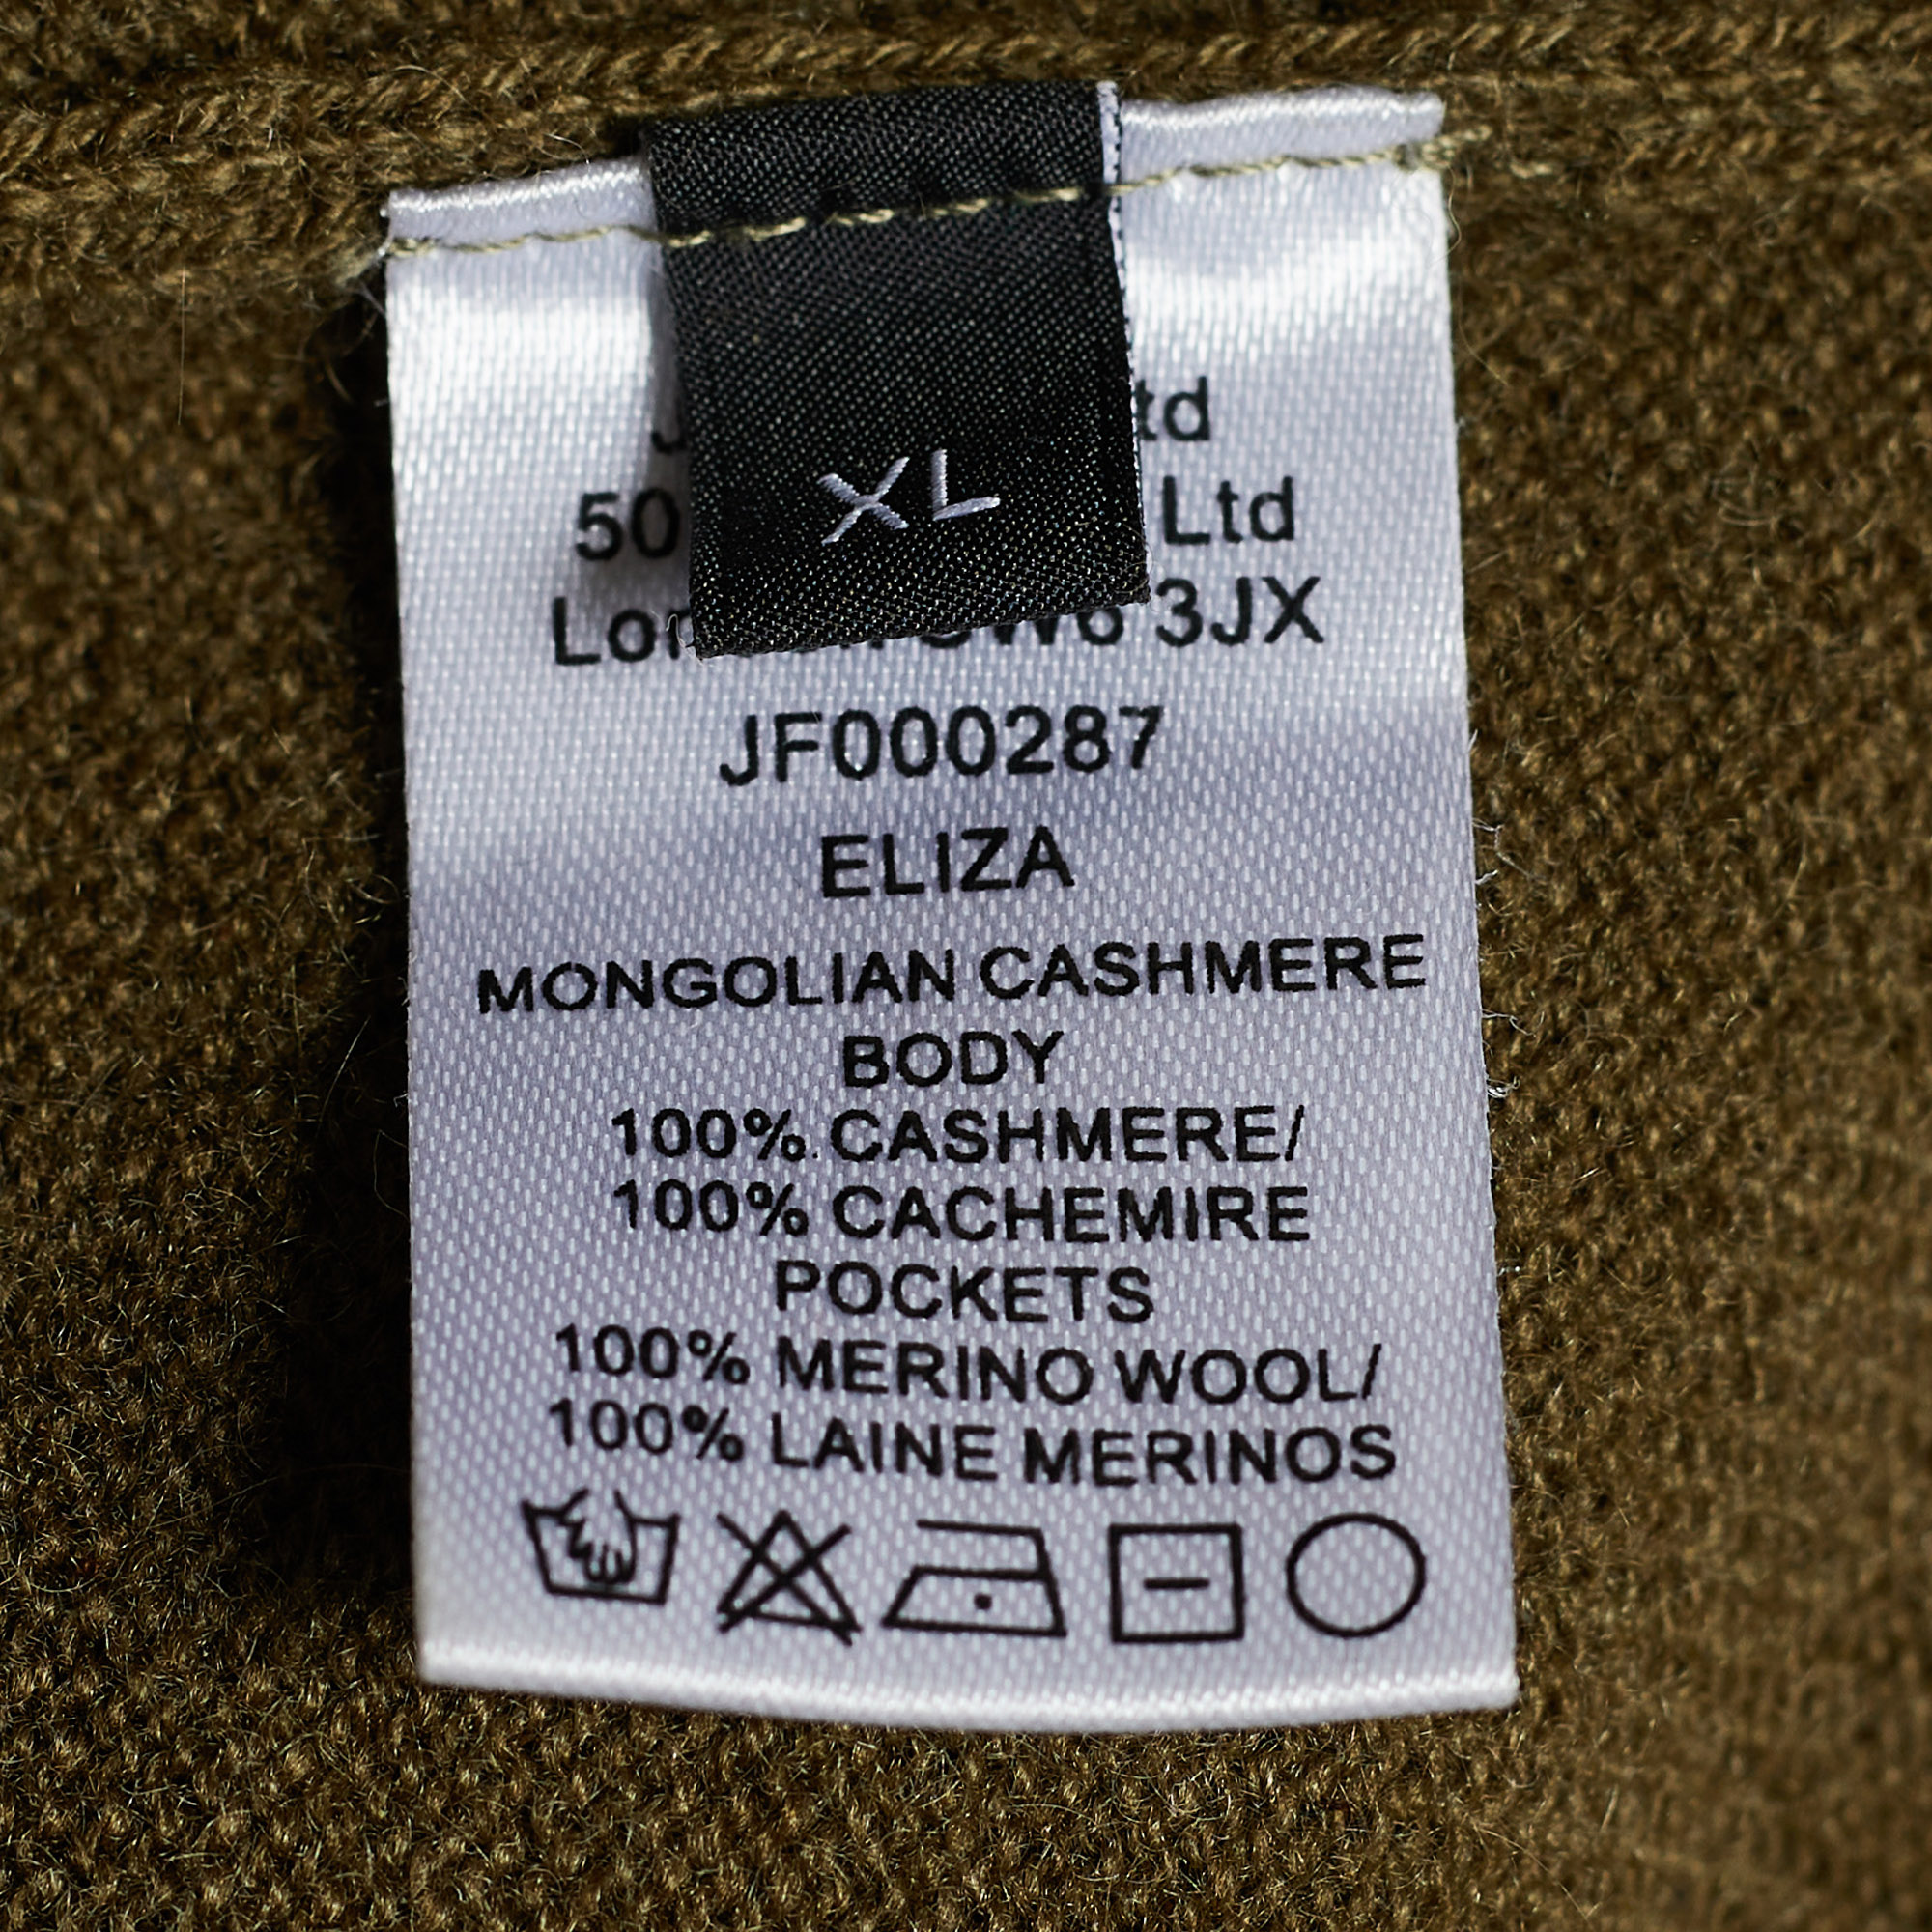 XL
td
50 Ltd
3JX
JF000287
ELIZA
MONGOLIAN CASHMERE
BODY
100% CASHMERE/
100% CACHEMIRE
POCKETS
100% MERINO WOOL/
100% LAINE MERINOS